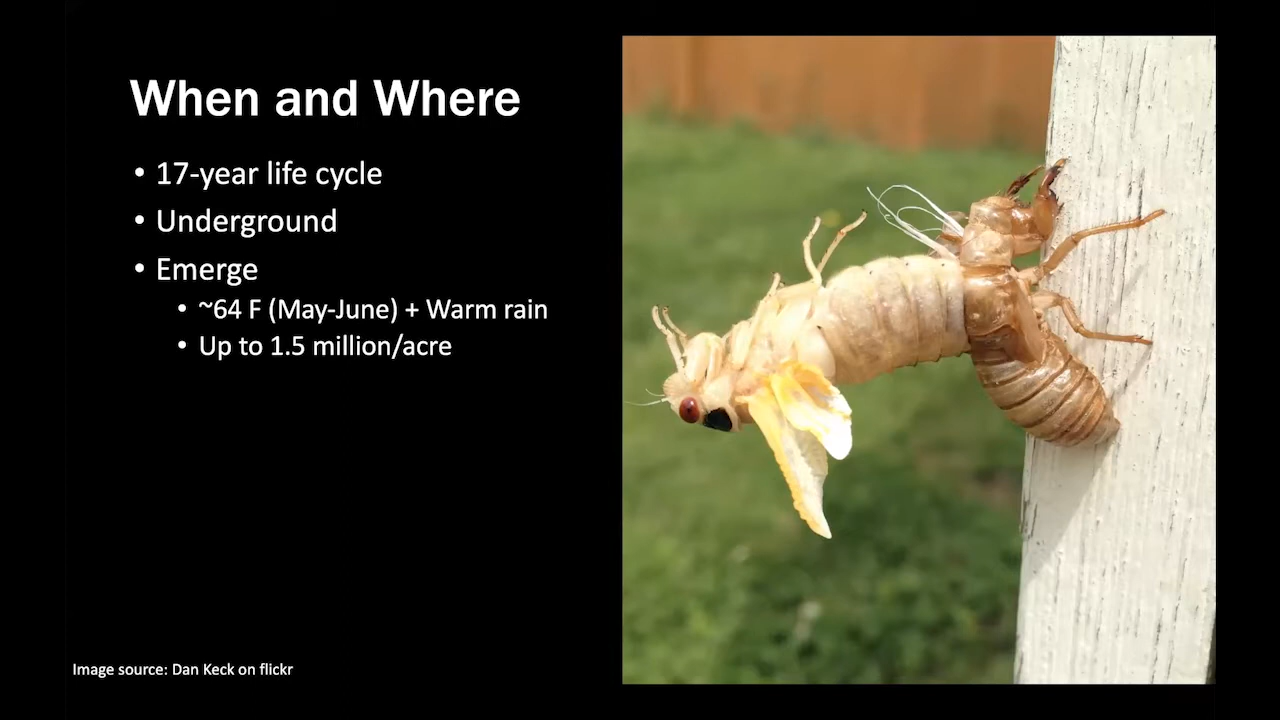 When and Where
• 17-year life cycle
• Underground
• Emerge
• ~64 F (May-June) + Warm rain
• Up to 1.5 million/acre
Image source: Dan Keck on flickr